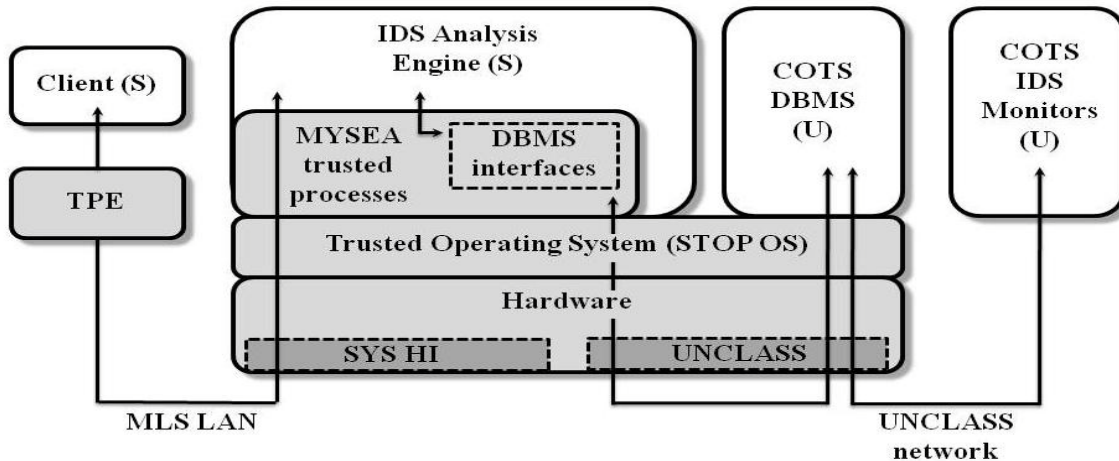 Client (S)
TPE
IDS Analysis
Engine (S)
MYSEA
trusted
processes
DBMS
interfaces
COTS
DBMS
(U)
COTS
IDS
Monitors
(U)
Trusted Operating System (STOP OS)
Hardware
SYS HI
UNCLASS
MLS LAN
UNCLASS
network